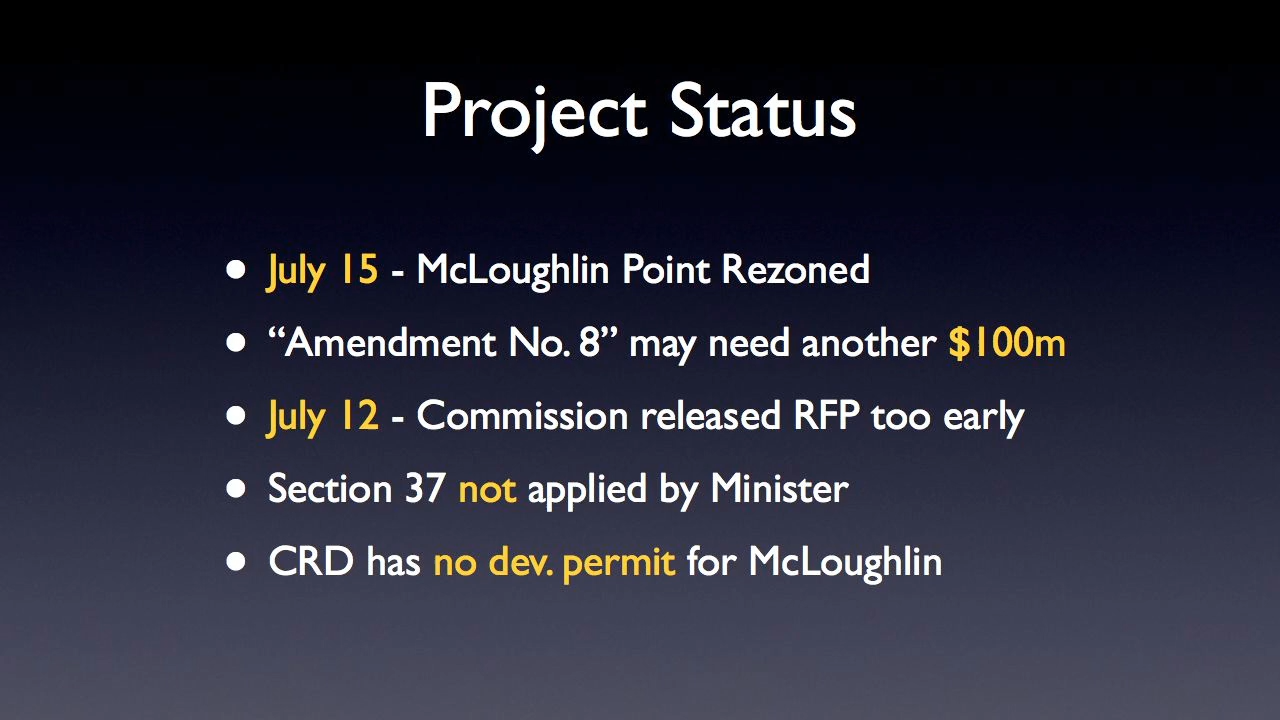 Project Status
• July 15 - McLoughlin Point Rezoned
• “Amendment No. 8” may need another $100m
• July 12 - Commission released RFP too early
• Section 37 not applied by Minister
• CRD has no dev. permit for McLoughlin